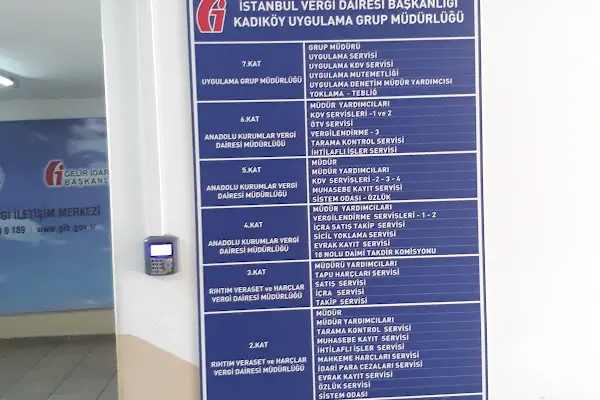 İSTANBUL VERGİ DAİRESİ BAŞKANLIĞI
KADIKÖY UYGULAMA GRUP MÜDÜRLÜĞÜ
7.KAT
UYGULAMA GRUP MÜDÜRLÜĞÜ
GRUP MÜDÜRÜ
UYGULAMA SERVİSİ
UYGULAMA KDV SERVİSİ
UYGULAMA MUTEMETLİĞİ
UYGULAMA DENETİM MÜDÜR YARDIMCISI
YOKLAMA - TEBLİĞ
6.KAT
ANADOLU KURUMLAR VERGİ
DAİRESİ MÜDÜRLÜĞÜ
MÜDÜR YARDIMCILARI
KDV SERVİSLERİ -1 ve 2
ÖTV SERVİSİ
VERGİLENDİRME - 3
TARAMA KONTROL SERVİSİ
İHTİLAFLI İŞLER SERVİSİ
5.KAT
ANADOLU KURUMLAR VERGİ
DAİRESİ MÜDÜRLÜĞÜ
MÜDÜR
MÜDÜR YARDIMCILARI
KDV SERVİSLERİ -2 - 3 - 4
MUHASEBE KAYIT SERVİSİ
SİSTEM ODASI - ÖZLÜK
4.KAT
ANADOLU KURUMLAR VERGİ
DAİRESİ MÜDÜRLÜĞÜ
MÜDÜR YARDIMCILARI
VERGİLENDİRME SERVİSLERİ - 1 - 2
İÇRA SATIŞ TAKİP SERVİSİ
SİCİL YOKLAMA SERVİSİ
EVRAK KAYIT SERVİSİ
18 NOLU DAİMİ TAKDİR KOMİSYONU
3.KAT
RIHTIM VERASET ve HARÇLAR
VERGİ DAİRESİ MÜDÜRLÜĞÜ
MÜDÜRÜ YARDIMCILARI
TAPU HARÇLARI SERVİSİ
SATIŞ SERVİSİ
İCRA SERVİSİ
TAKİP SERVİSİ
2.KAT
RIHTIM VERASET ve HARÇLAR
VERGİ DAİRESİ MÜDÜRLÜĞÜ
MÜDÜR
MÜDÜR YARDIMCILARI
TARAMA KONTROL SERVİSİ
MUHASEBE KAYIT SERVİSİ
İHTİLAFLI İŞLER SERVİSİ
MAHKEME HARÇLARI SERVİSİ
İDARİ PARA CEZALARI SERVİSİ
EVRAK KAYIT SERVİSİ
ÖZLÜK SERVİSİ
SİSTEM ODASI
GELİR İDAR
BAŞKANL
Gİ İLETİŞİM MERKEZİ
0 189 www.gib.gov.tr